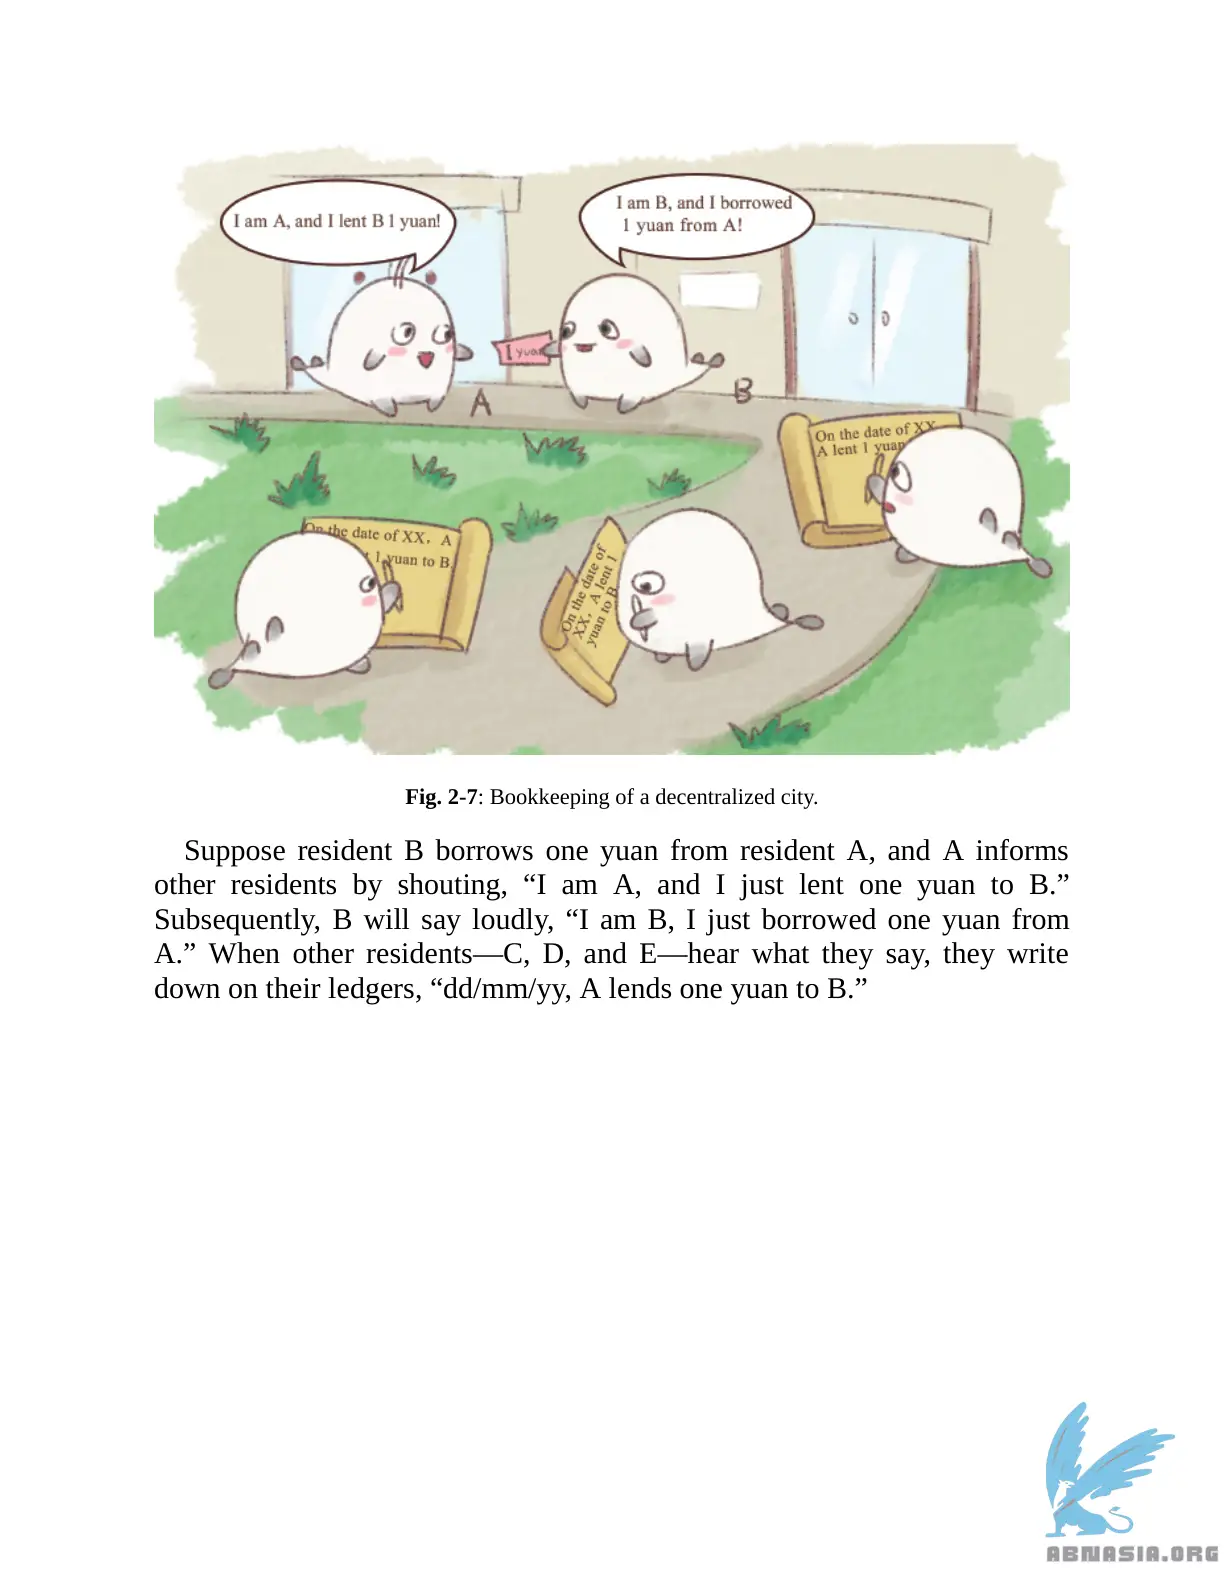 I am A, and I lent B 1 yuan!
I am B, and I borrowed
1 yuan from A!
1 yuan
A
B
On the date of XX
A lent 1 yuan
On the date of XX, A
1 yuan to B
On the date of
XX, A lent 1
yuan to B
Fig. 2-7: Bookkeeping of a decentralized city.
Suppose resident B borrows one yuan from resident A, and A informs
other residents by shouting, “I am A, and I just lent one yuan to B.”
Subsequently, B will say loudly, “I am B, I just borrowed one yuan from
A.” When other residents—C, D, and E—hear what they say, they write
down on their ledgers, “dd/mm/yy, A lends one yuan to B.”
ABNASIA.ORG